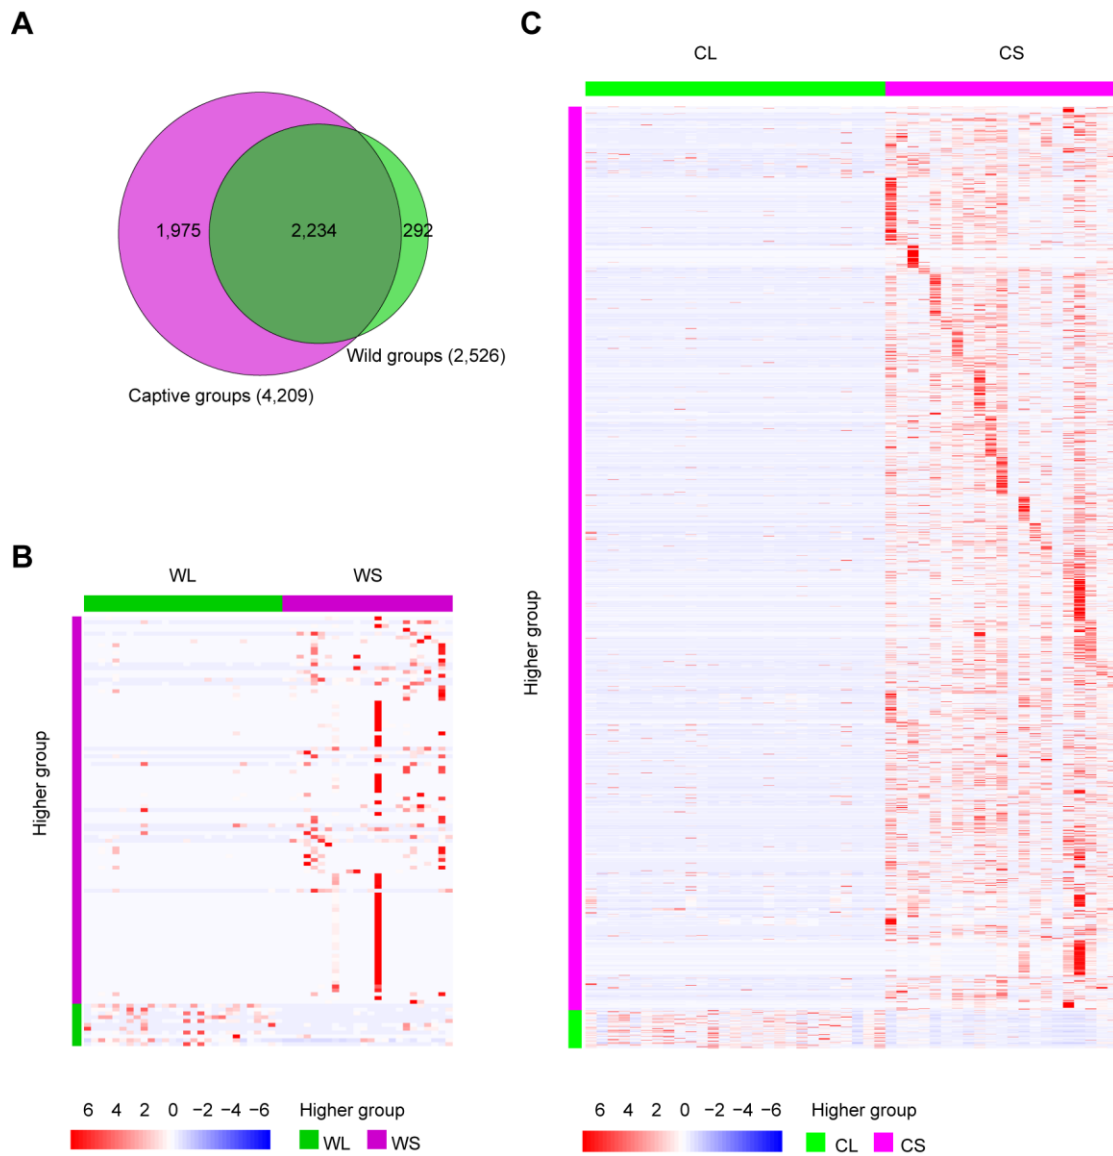 A
1,975
2,234
292
Wild groups (2,526)
Captive groups (4,209)
B
WL
WS
Higher group
6 4 2 0 −2 −4 −6
Higher group
WL
WS
C
CL
CS
Higher group
6 4 2 0 −2 −4 −6
Higher group
CL
CS